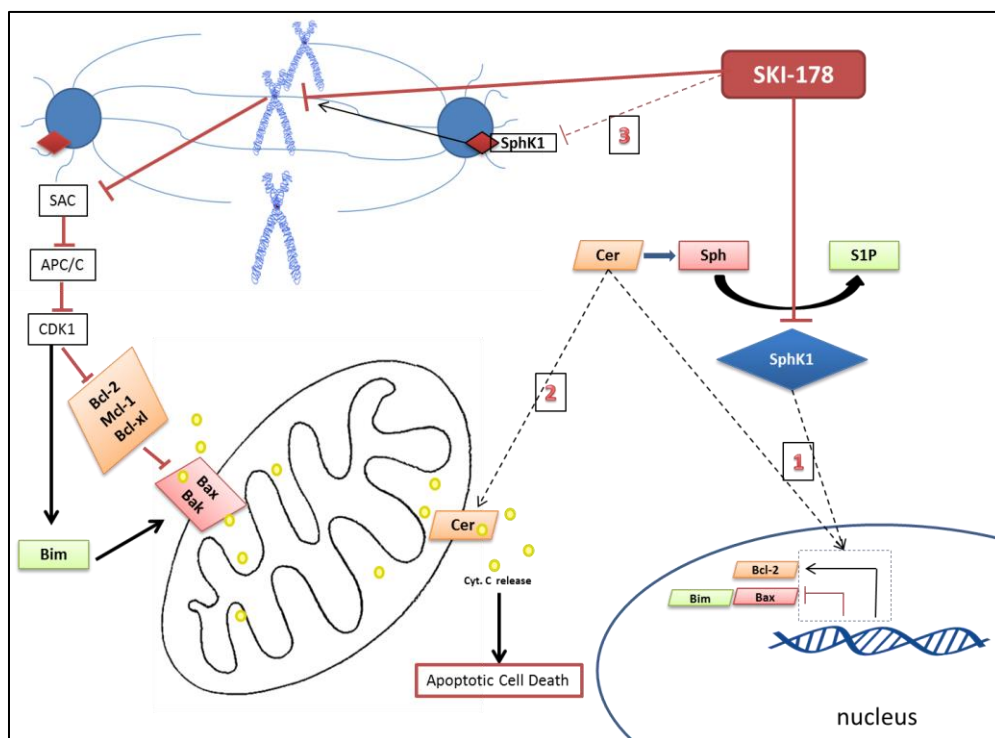 SKI-178
3
SphK1
SAC
APC/C
CDK1
Bcl-2
Mcl-1
Bcl-xl
Bax
Bak
Bim
Cer
Sph
S1P
SphK1
2
1
Cer
Cyt. C release
Apoptotic Cell Death
Bcl-2
Bim
Bax
nucleus